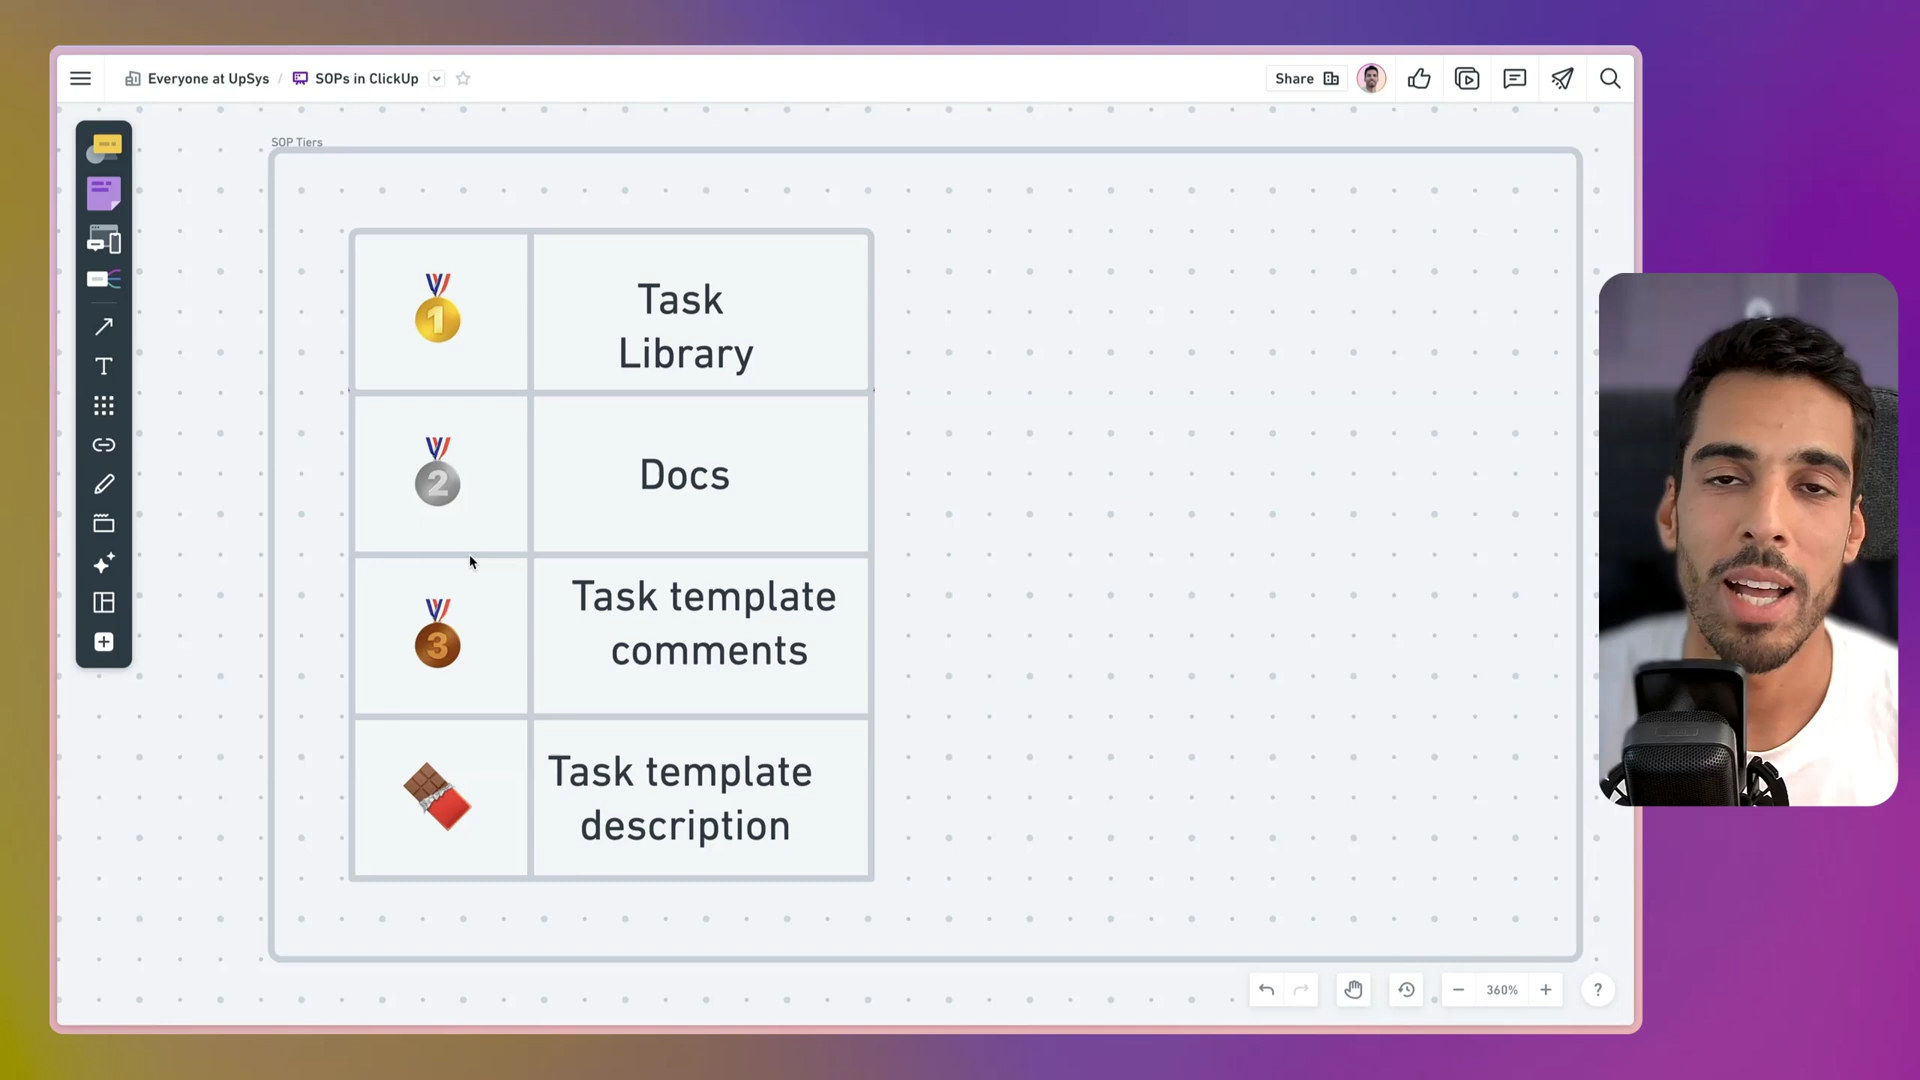 Everyone at UpSys / SOPs in ClickUp
Share
SOP Tiers
1
Task
Library
2
Docs
3
Task template
comments
Task template
description
T
360%
?